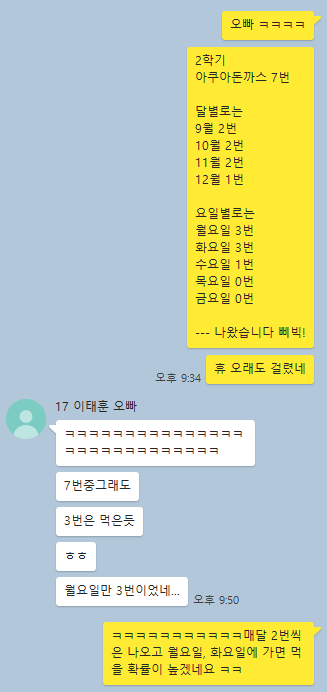 오빠 ㅋㅋㅋㅋ
2학기
아쿠아돈까스 7번
달별로는
9월 2번
10월 2번
11월 2번
12월 1번
요일별로는
월요일 3번
화요일 3번
수요일 1번
목요일 0번
금요일 0번
--- 나왔습니다 삐빅!
휴 오래도 걸렸네
오후 9:34
17 이태훈 오빠
ㅋㅋㅋㅋㅋㅋㅋㅋㅋㅋㅋㅋㅋㅋㅋ
ㅋㅋㅋㅋㅋㅋㅋㅋㅋㅋㅋㅋㅋ
7번중그래도
3번은 먹은듯
ㅎㅎ
월요일만 3번이었네...
오후 9:50
ㅋㅋㅋㅋㅋㅋㅋㅋㅋㅋㅋ매달 2번씩
은 나오고 월요일, 화요일에 가면 먹
을 확률이 높겠네요 ㅋㅋ